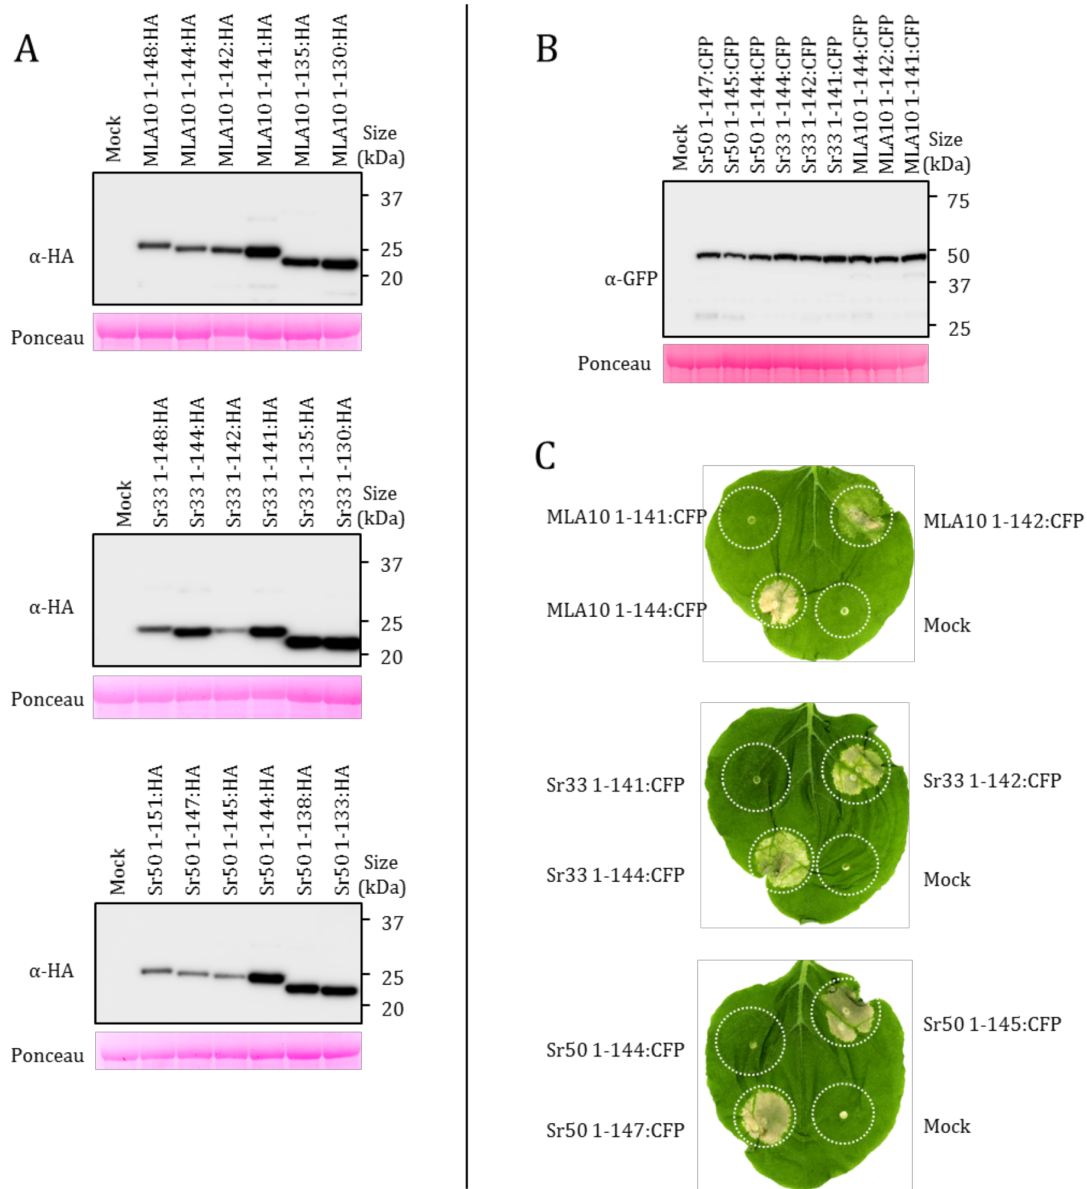 A
Mock
MLA10 1-148:HA
MLA10 1-144:HA
MLA10 1-142:HA
MLA10 1-141:HA
MLA10 1-135:HA
MLA10 1-130:HA
Size
(kDa)
37
25
20
α-HA
Ponceau
Mock
Sr33 1-148:HA
Sr33 1-144:HA
Sr33 1-142:HA
Sr33 1-141:HA
Sr33 1-135:HA
Sr33 1-130:HA
Size
(kDa)
37
25
20
α-HA
Ponceau
Mock
Sr50 1-151:HA
Sr50 1-147:HA
Sr50 1-145:HA
Sr50 1-144:HA
Sr50 1-138:HA
Sr50 1-133:HA
Size
(kDa)
37
25
20
α-HA
Ponceau
B
Mock
Sr50 1-147:CFP
Sr50 1-145:CFP
Sr50 1-144:CFP
Sr33 1-144:CFP
Sr33 1-142:CFP
Sr33 1-141:CFP
MLA10 1-144:CFP
MLA10 1-142:CFP
MLA10 1-141:CFP
Size
(kDa)
75
50
37
25
α-GFP
Ponceau
C
MLA10 1-141:CFP
MLA10 1-142:CFP
MLA10 1-144:CFP
Mock
Sr33 1-141:CFP
Sr33 1-142:CFP
Sr33 1-144:CFP
Mock
Sr50 1-144:CFP
Sr50 1-145:CFP
Sr50 1-147:CFP
Mock